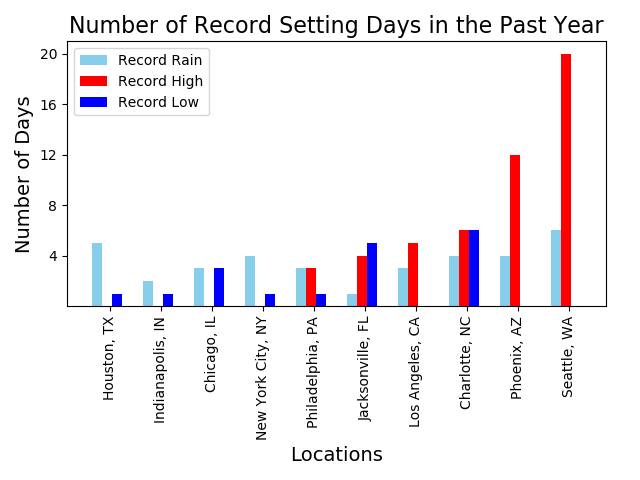 Number of Record Setting Days in the Past Year
Record Rain
Record High
Record Low
Number of Days
20
16
12
8
4
Houston, TX
Indianapolis, IN
Chicago, IL
New York City, NY
Philadelphia, PA
Jacksonville, FL
Los Angeles, CA
Charlotte, NC
Phoenix, AZ
Seattle, WA
Locations